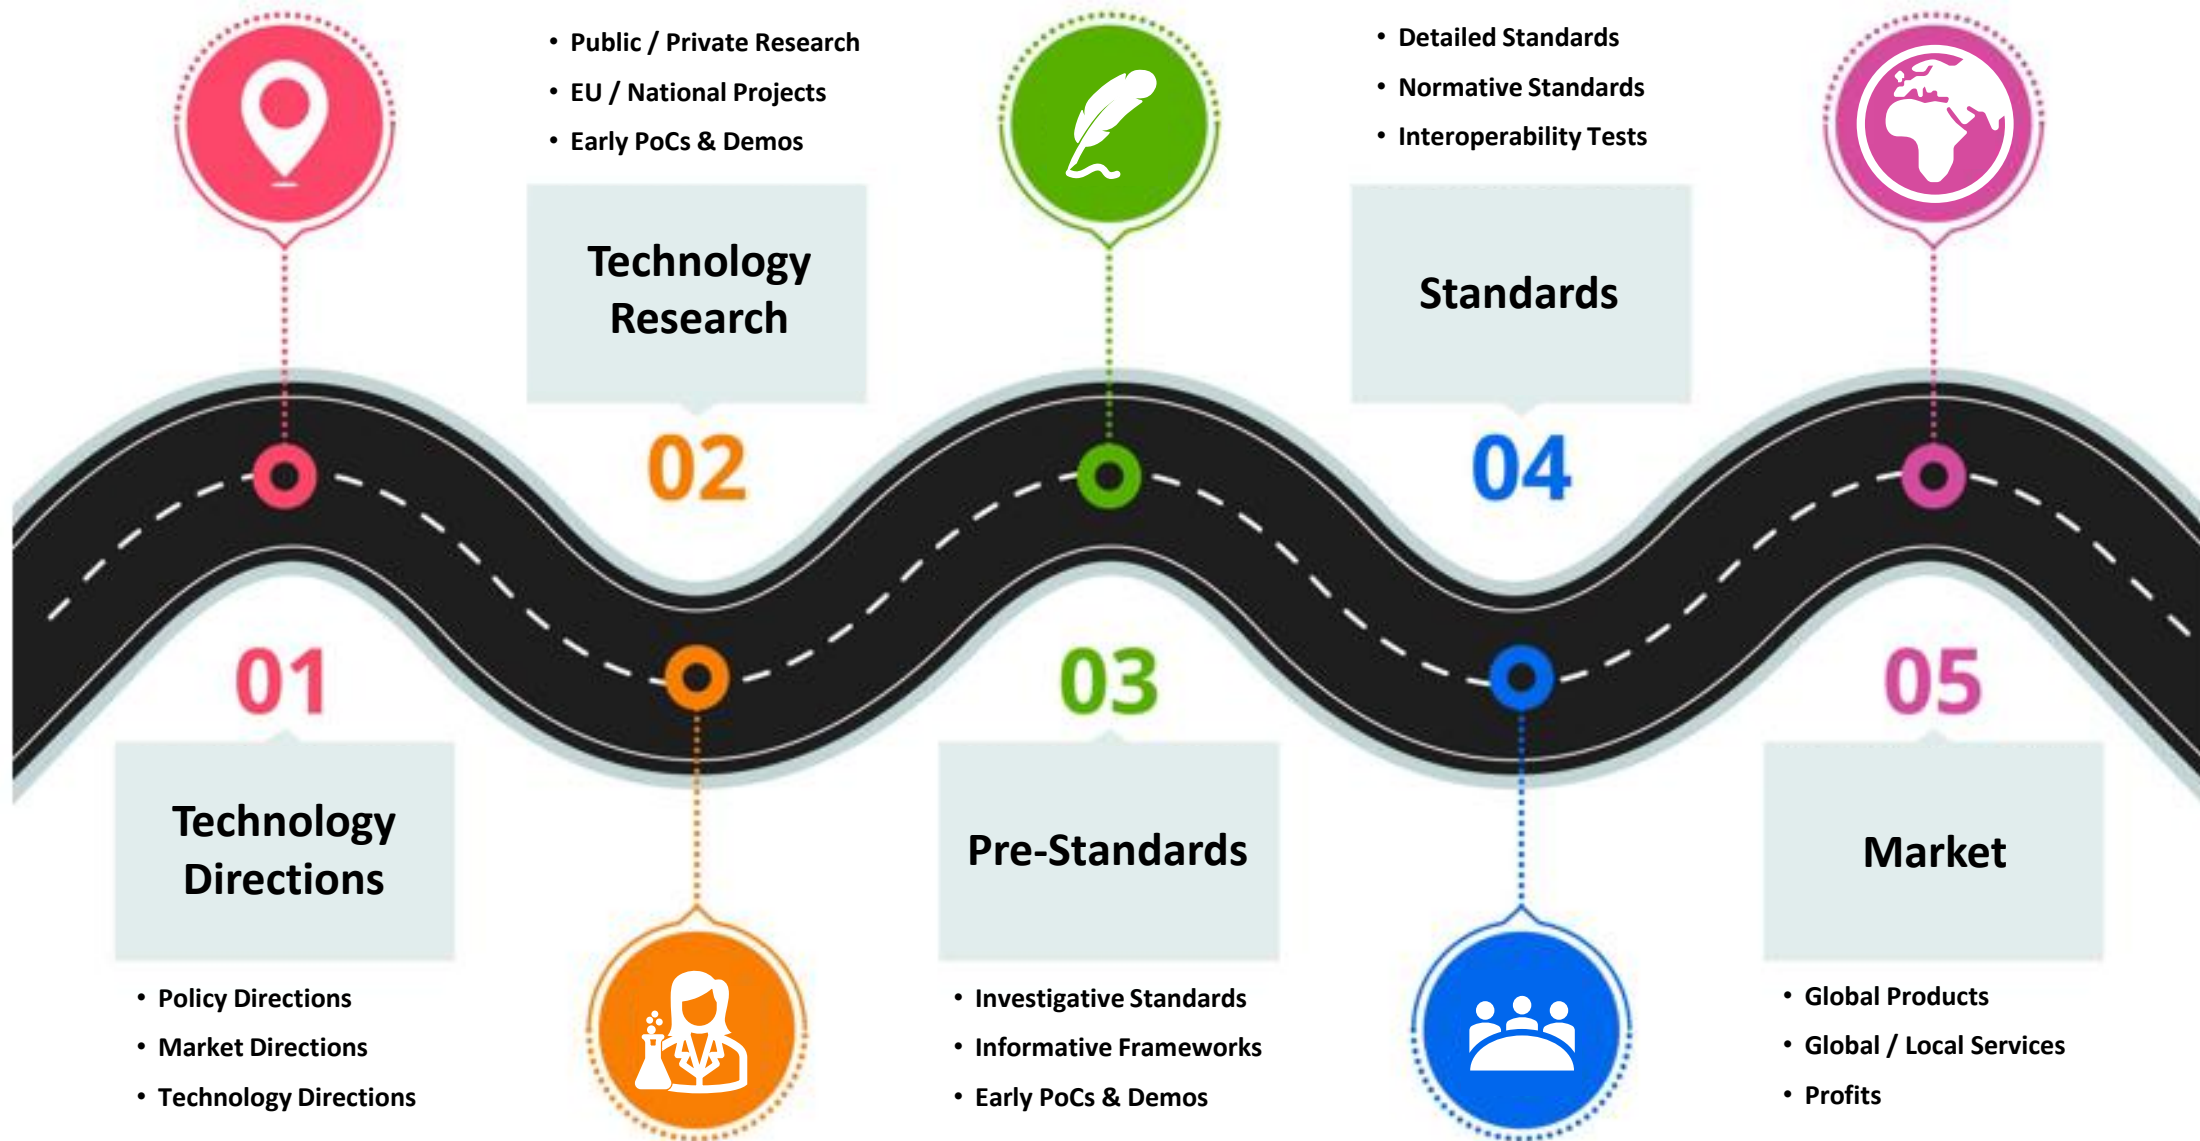 01
Technology
Directions
• Policy Directions
• Market Directions
• Technology Directions
• Public / Private Research
• EU / National Projects
• Early PoCs & Demos
Technology
Research
02
03
Pre-Standards
• Investigative Standards
• Informative Frameworks
• Early PoCs & Demos
• Detailed Standards
• Normative Standards
• Interoperability Tests
Standards
04
05
Market
• Global Products
• Global / Local Services
• Profits